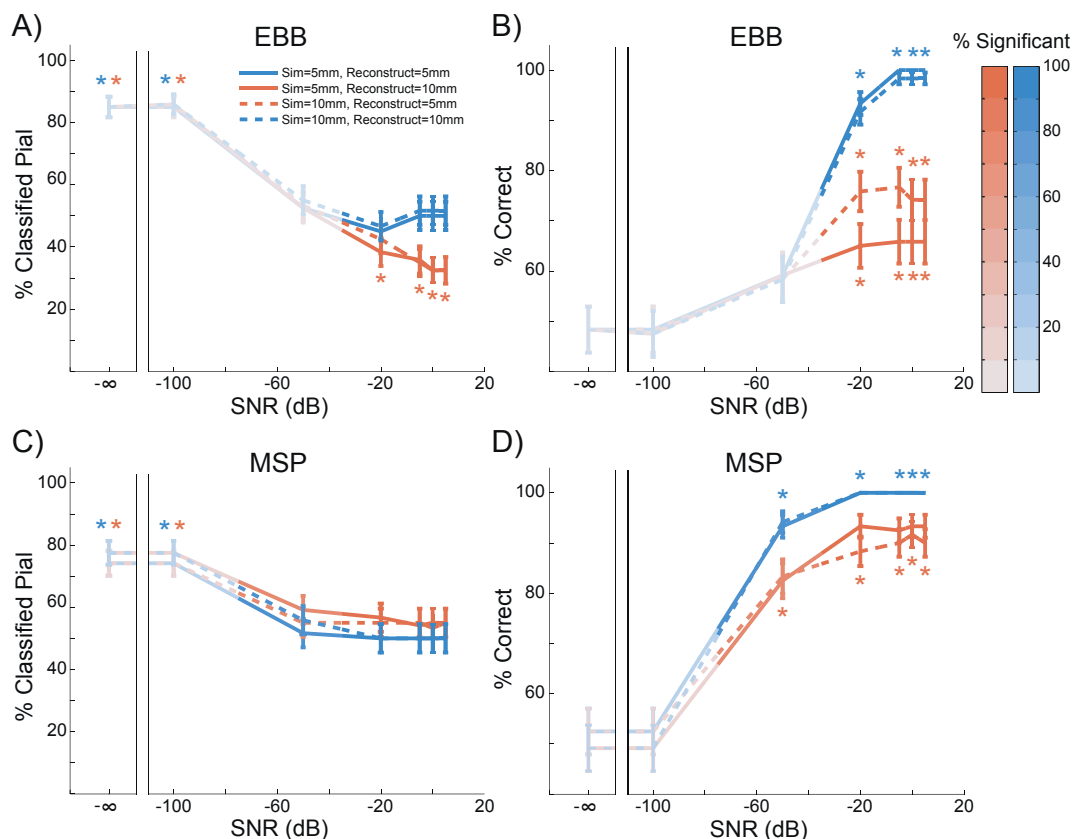 A)
EBB
B)
EBB
% Significant
* *
* *
Sim=5mm, Reconstruct=5mm
Sim=5mm, Reconstruct=10mm
Sim=10mm, Reconstruct=5mm
Sim=10mm, Reconstruct=10mm
* * * *
* * * *
* * * *
* * * *
% Classified Pial
100
80
60
40
20
-∞
-100
-60
-20
20
SNR (dB)
% Correct
100
80
60
-∞
-100
-60
-20
20
SNR (dB)
100
80
60
40
20
C)
MSP
D)
MSP
* *
* *
* * * * *
* * * * *
% Classified Pial
100
80
60
40
20
-∞
-100
-60
-20
20
SNR (dB)
% Correct
100
80
60
-∞
-100
-60
-20
20
SNR (dB)